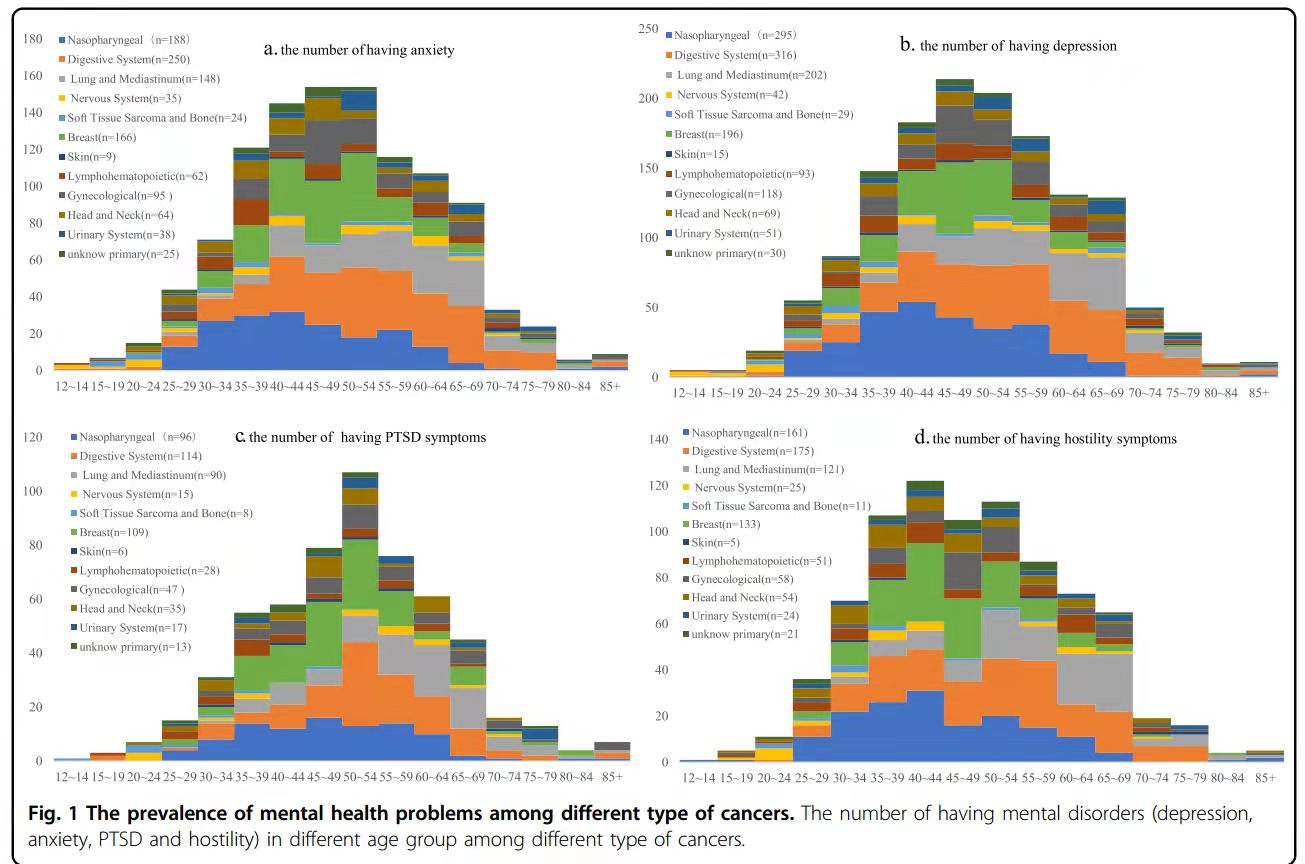 a. the number of having anxiety
180
160
140
120
100
80
60
40
20
0
Nasopharyngeal (n=188)
Digestive System(n=250)
Lung and Mediastinum(n=148)
Nervous System(n=35)
Soft Tissue Sarcoma and Bone(n=24)
Breast(n=166)
Skin(n=9)
Lymphohematopoietic(n=62)
Gynecological(n=95 )
Head and Neck(n=64)
Urinary System(n=38)
unknow primary(n=25)
12~14 15~19 20~24 25~29 30~34 35~39 40~44 45~49 50~54 55~59 60~64 65~69 70~74 75~79 80~84 85+
b. the number of having depression
250
200
150
100
50
0
Nasopharyngeal (n=295)
Digestive System(n=316)
Lung and Mediastinum(n=202)
Nervous System(n=42)
Soft Tissue Sarcoma and Bone(n=29)
Breast(n=196)
Skin(n=15)
Lymphohematopoietic(n=93)
Gynecological(n=118)
Head and Neck(n=69)
Urinary System(n=51)
unknow primary(n=30)
12~14 15~19 20~24 25~29 30~34 35~39 40~44 45~49 50~54 55~59 60~64 65~69 70~74 75~79 80~84 85+
c. the number of having PTSD symptoms
120
100
80
60
40
20
0
Nasopharyngeal (n=96)
Digestive System(n=114)
Lung and Mediastinum(n=90)
Nervous System(n=15)
Soft Tissue Sarcoma and Bone(n=8)
Breast(n=109)
Skin(n=6)
Lymphohematopoietic(n=28)
Gynecological(n=47 )
Head and Neck(n=35)
Urinary System(n=17)
unknow primary(n=13)
12~14 15~19 20~24 25~29 30~34 35~39 40~44 45~49 50~54 55~59 60~64 65~69 70~74 75~79 80~84 85+
d. the number of having hostility symptoms
140
120
100
80
60
40
20
0
Nasopharyngeal(n=161)
Digestive System(n=175)
Lung and Mediastinum(n=121)
Nervous System(n=25)
Soft Tissue Sarcoma and Bone(n=11)
Breast(n=133)
Skin(n=5)
Lymphohematopoietic(n=51)
Gynecological(n=58)
Head and Neck(n=54)
Urinary System(n=24)
unknow primary(n=21
12~14 15~19 20~24 25~29 30~34 35~39 40~44 45~49 50~54 55~59 60~64 65~69 70~74 75~79 80~84 85+
Fig. 1 The prevalence of mental health problems among different type of cancers. The number of having mental disorders (depression,
anxiety, PTSD and hostility) in different age group among different type of cancers.